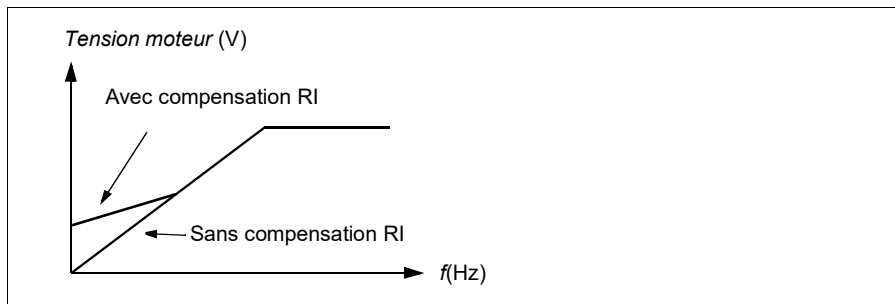 Tension moteur (V)
Avec compensation RI
Sans compensation RI
f(Hz)